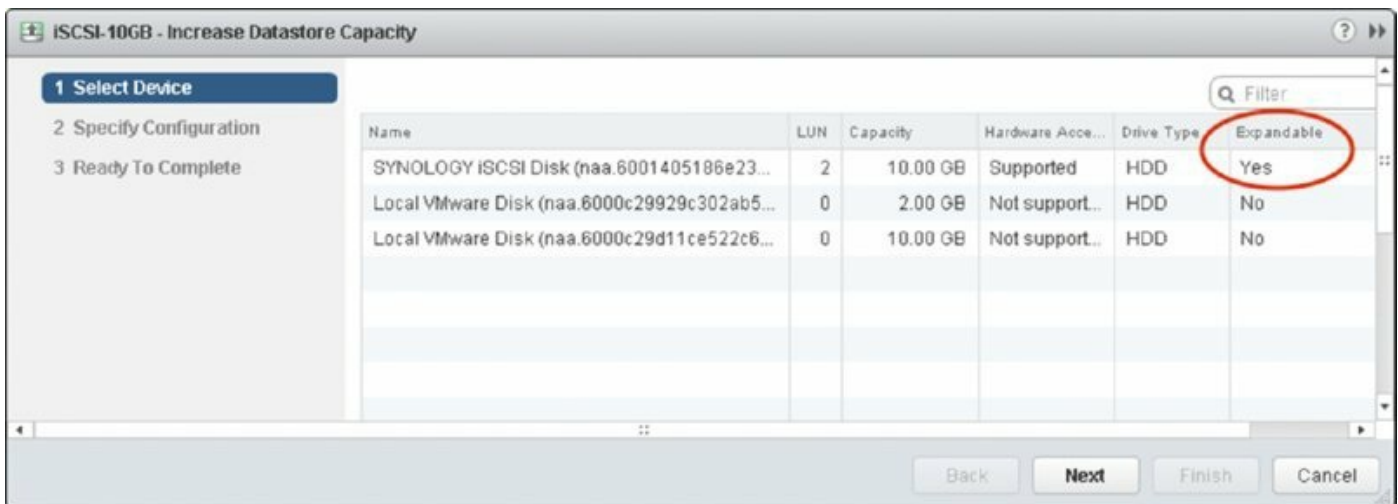 iSCSI-10GB - Increase Datastore Capacity
1 Select Device
2 Specify Configuration
3 Ready To Complete
Filter
Name LUN Capacity Hardware Acce... Drive Type Expandable
SYNOLOGY iSCSI Disk (naa.6001405186e23... 2 10.00 GB Supported HDD Yes
Local VMware Disk (naa.6000c29929c302ab5... 0 2.00 GB Not support... HDD No
Local VMware Disk (naa.6000c29d11ce522c6... 0 10.00 GB Not support... HDD No
Back Next Finish Cancel